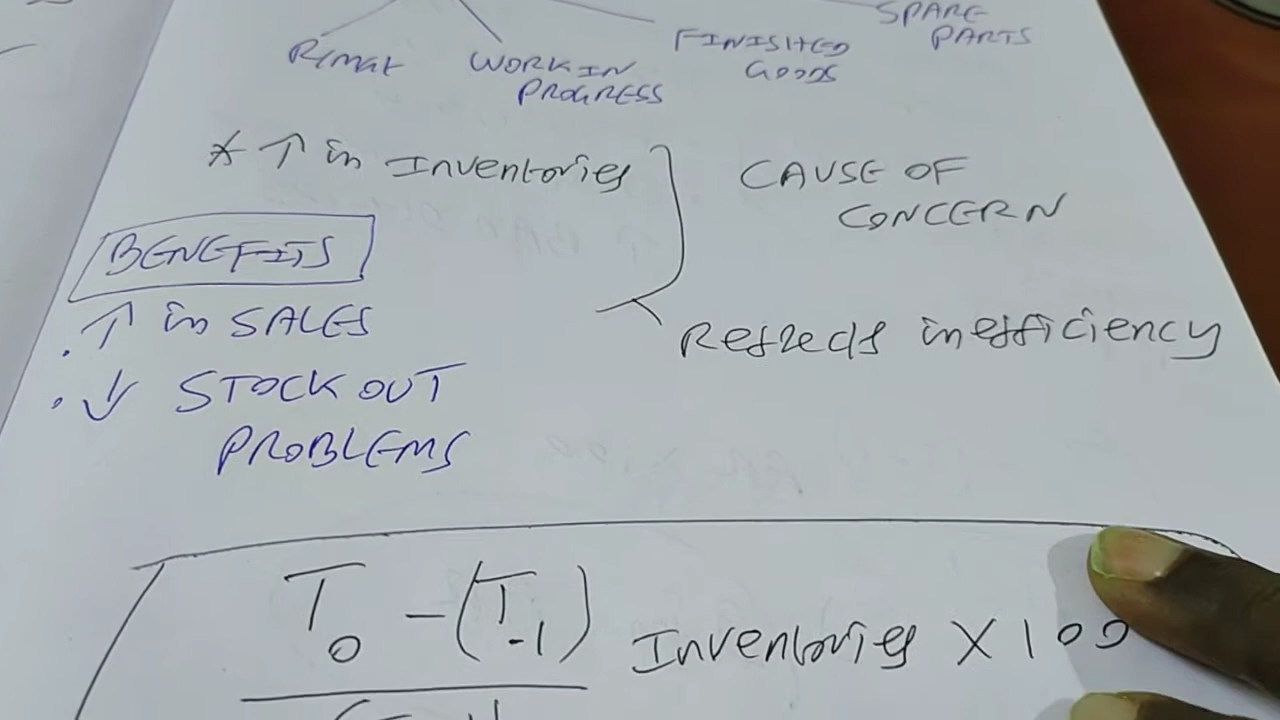 SPARE
PARTS
FINISHED
GOODS
R/mat
WORK IN
PROGRESS
* ↑ in Inventories
CAUSE OF
CONCERN
Reflects inefficiency
BENEFITS
. ↑ in SALES
. ↓ STOCK OUT
PROBLEMS
T0 - (T-1) Inventories X 100